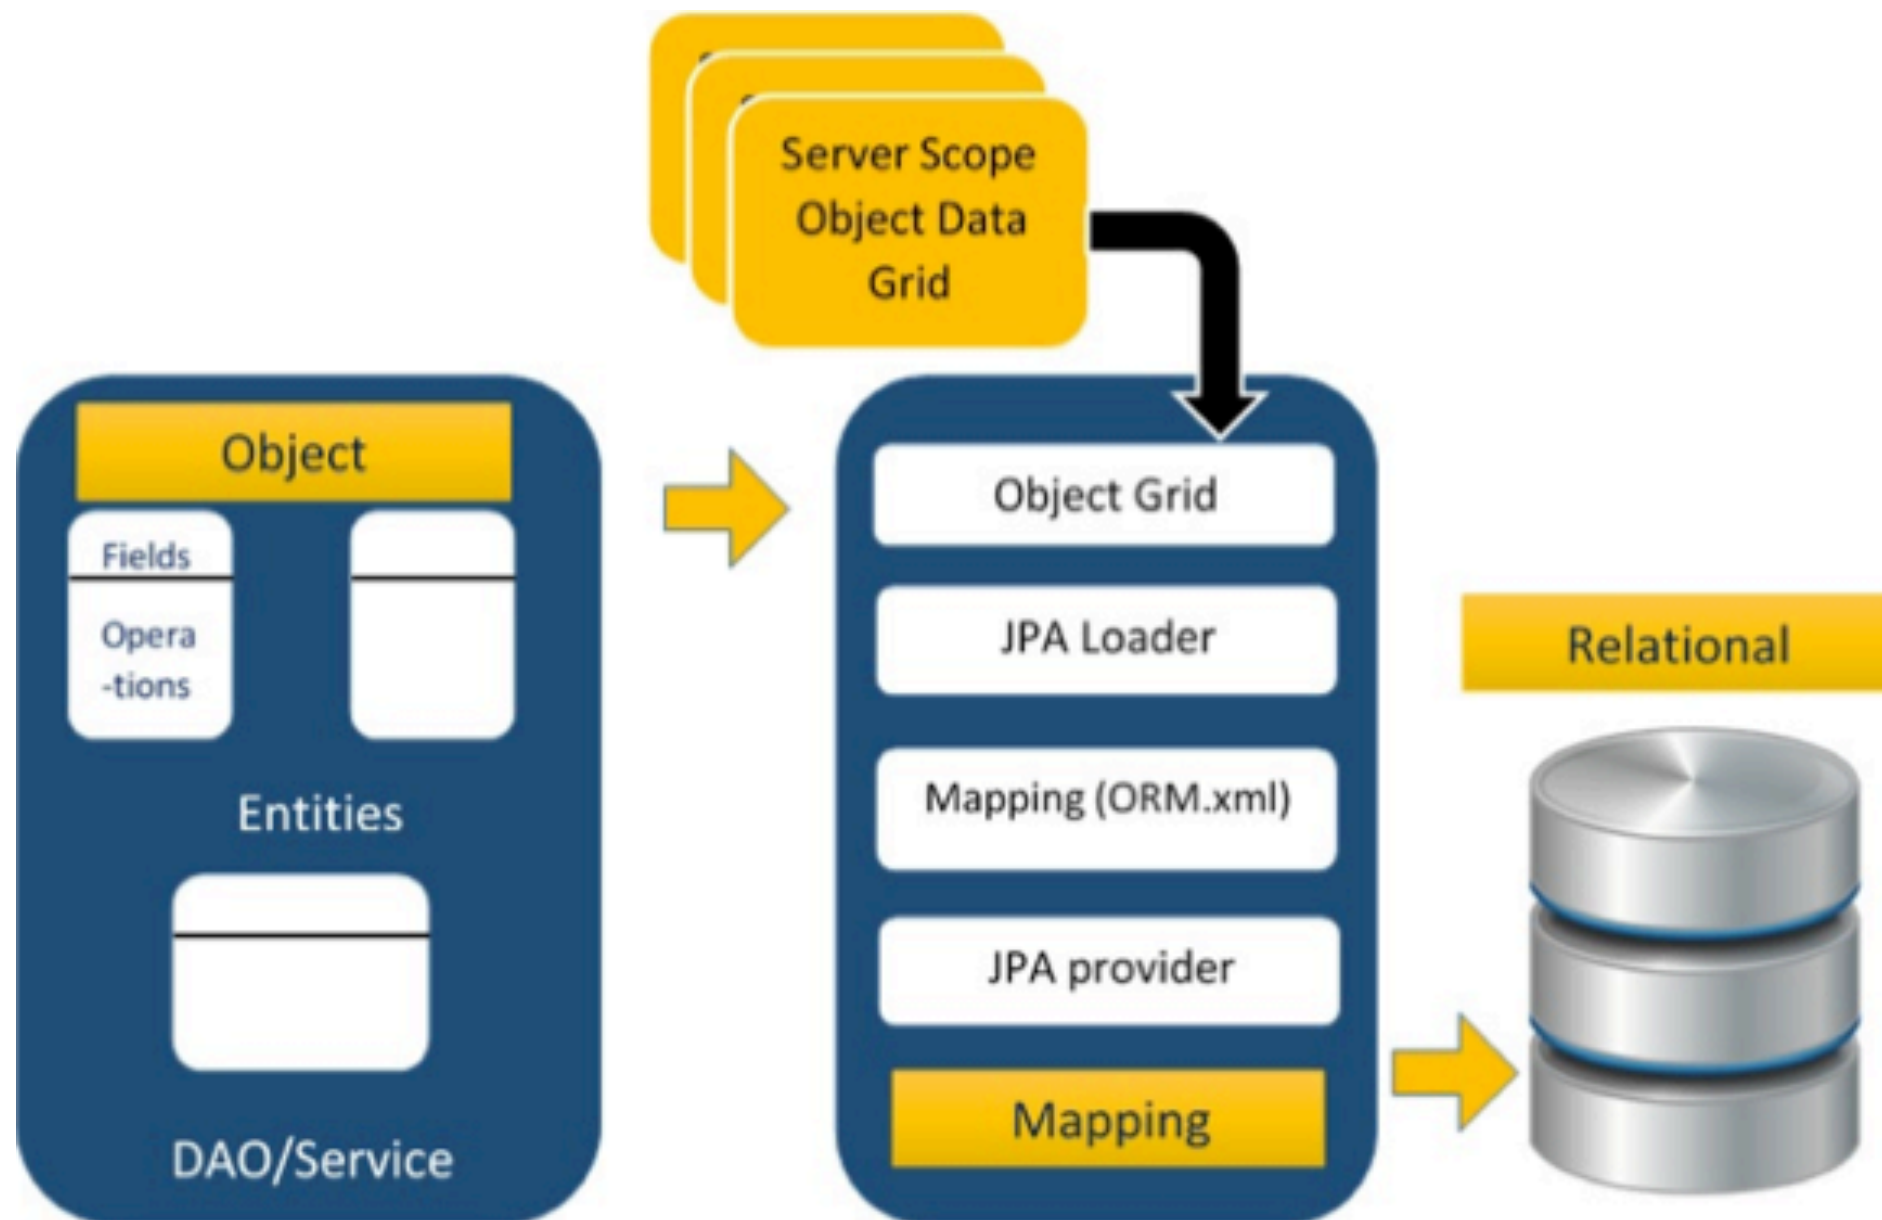 Server Scope
Object Data
Grid
Object
Fields
Opera
-tions
Entities
DAO/Service
Object Grid
JPA Loader
Mapping (ORM.xml)
JPA provider
Mapping
Relational